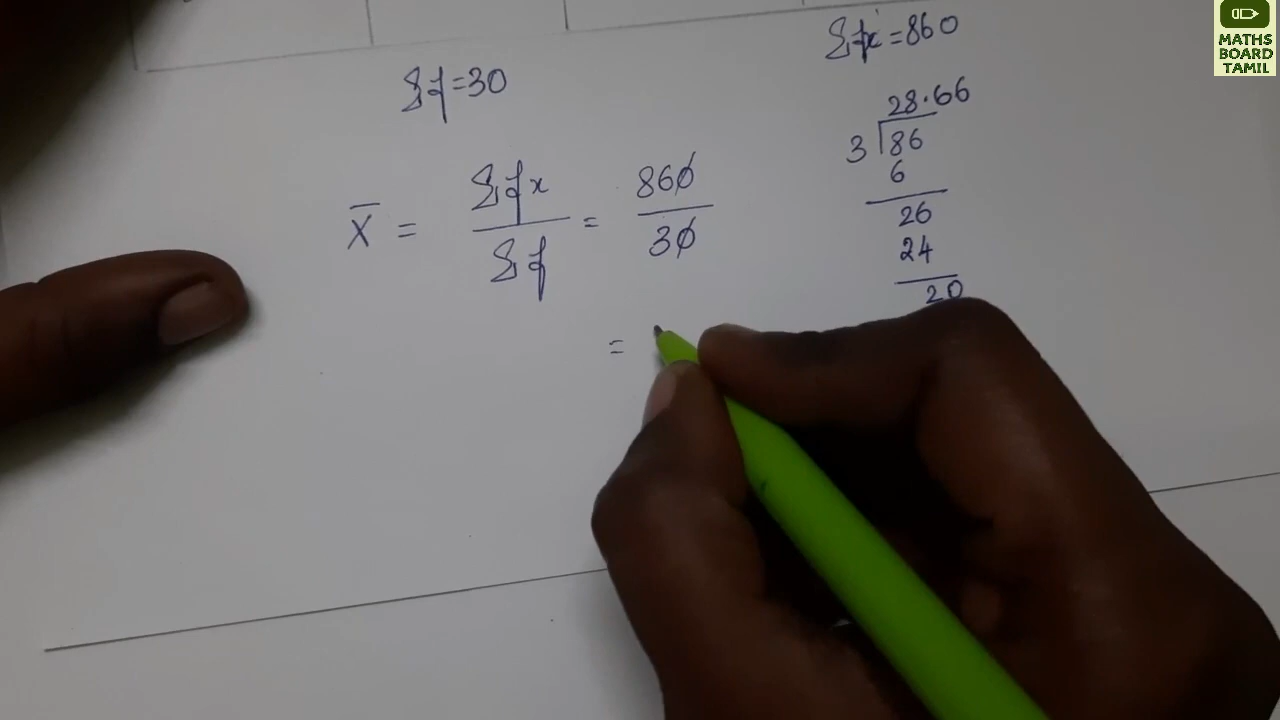 Σfx = 860
Σf = 30
X̄ = Σfx / Σf = 860 / 30
=
28.66
3 86
6
26
24
20
MATHS
BOARD
TAMIL